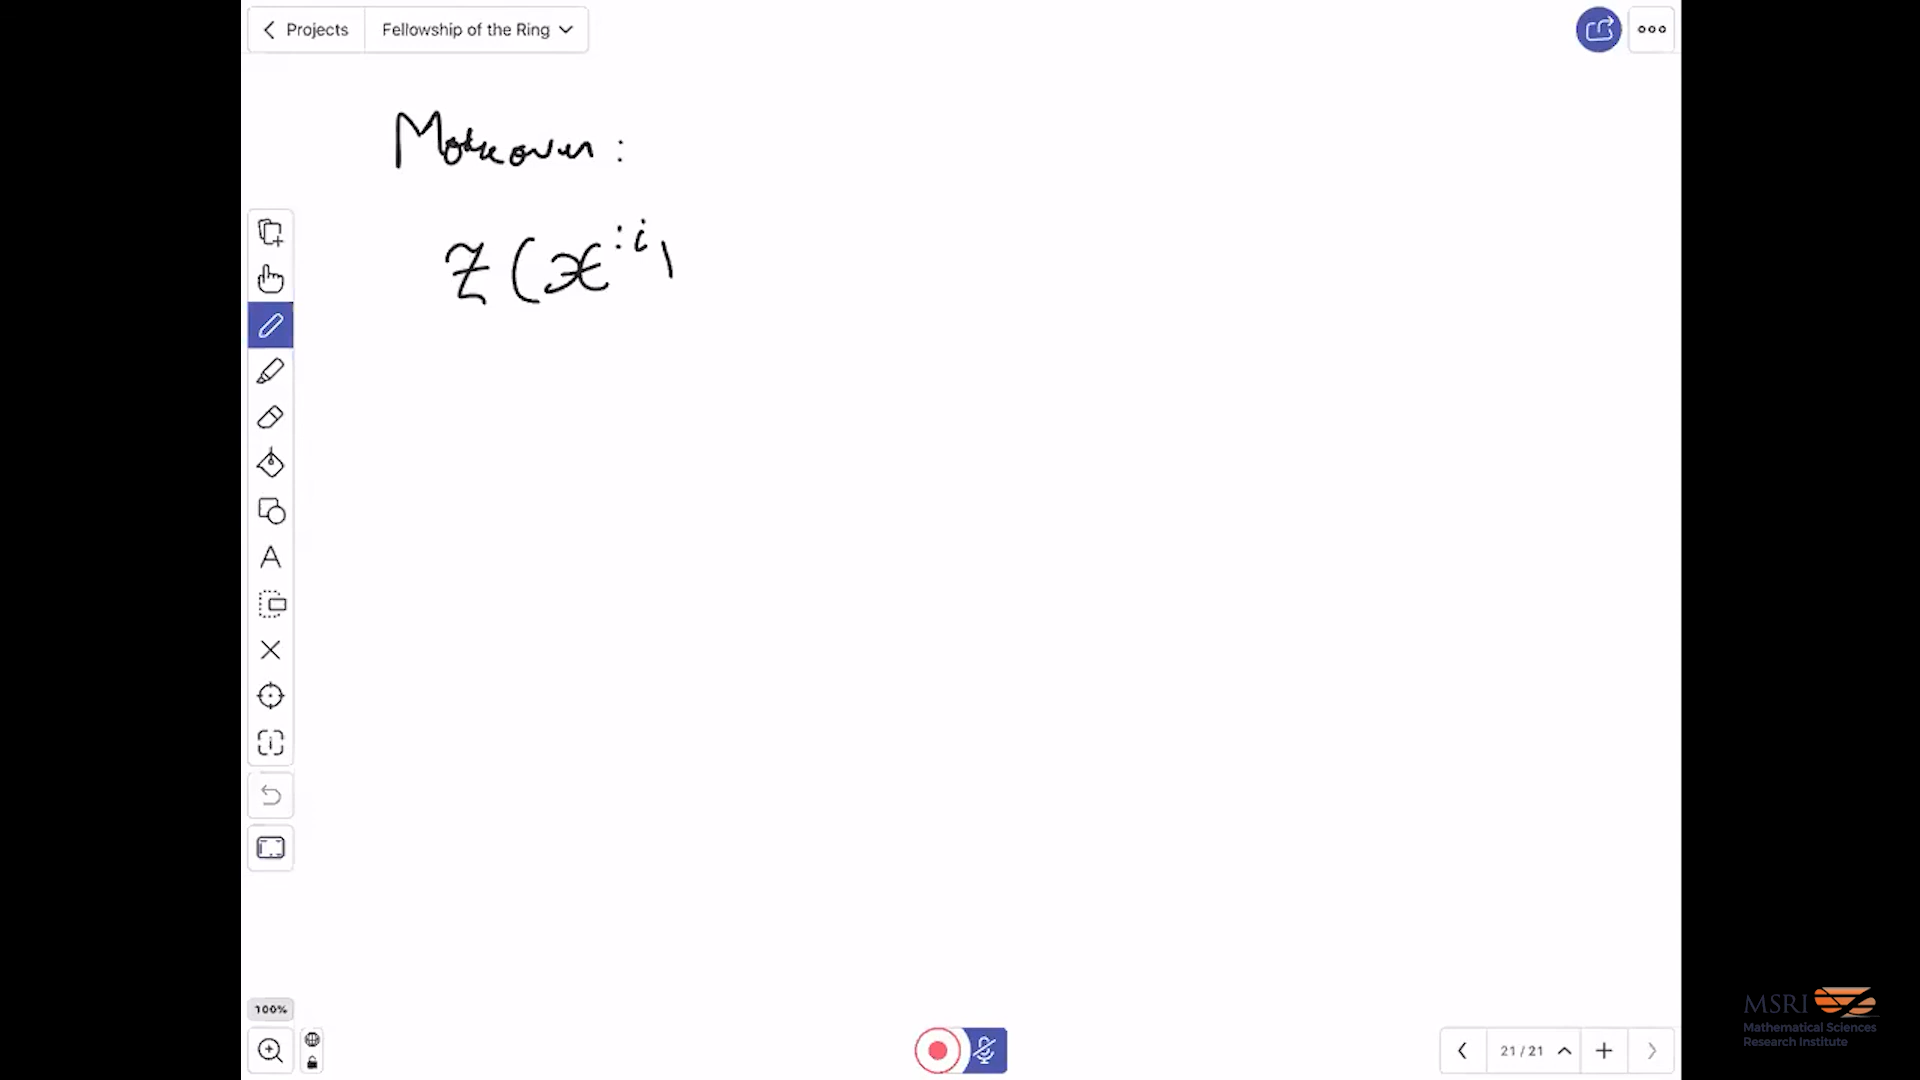 Projects
Fellowship of the Ring
Moreover:
Z(x^{:i})
A
100%
21/21
MSRI
Mathematical Sciences
Research Institute